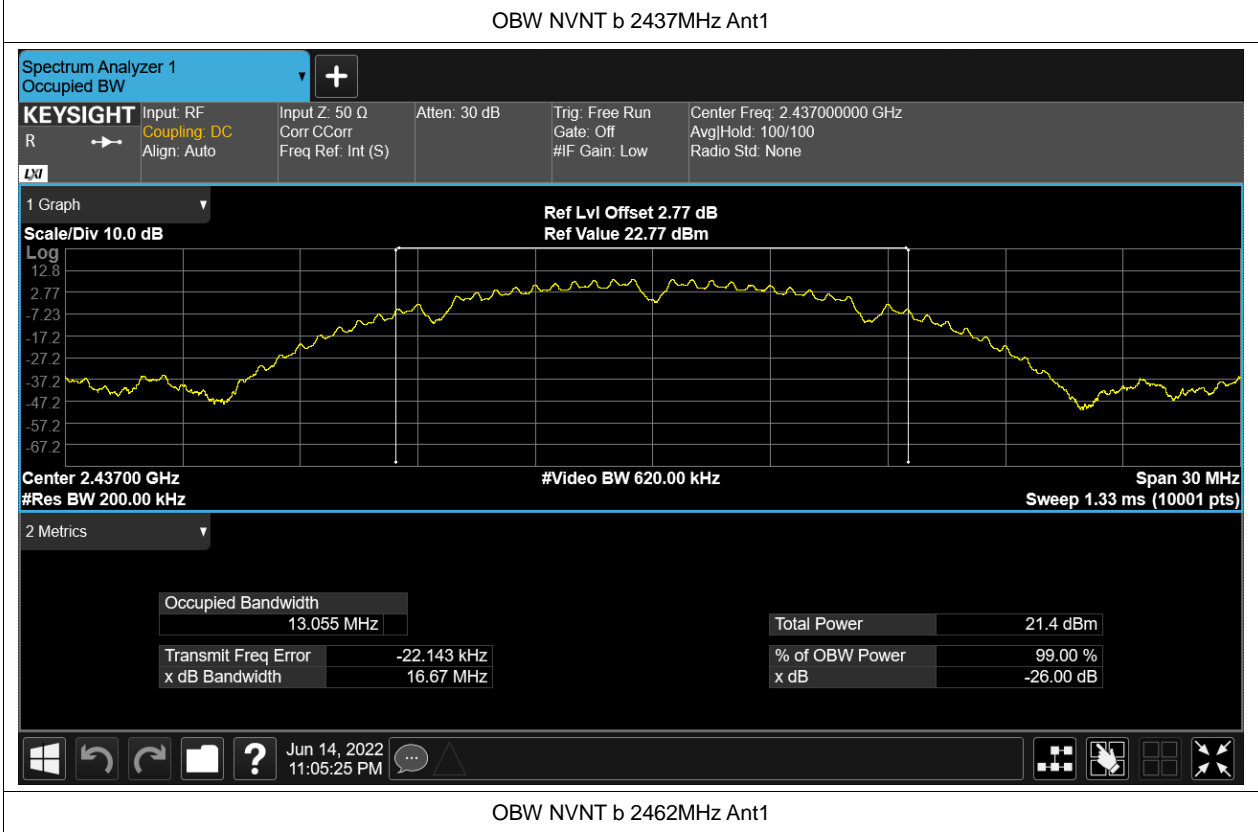 OBW NVNT b 2437MHz Ant1
Spectrum Analyzer 1
Occupied BW
KEYSIGHT
R
LXI
Input: RF
Coupling: DC
Align: Auto
Input Z: 50 Ω
Corr CCorr
Freq Ref: Int (S)
Atten: 30 dB
Trig: Free Run
Gate: Off
#IF Gain: Low
Center Freq: 2.437000000 GHz
Avg|Hold: 100/100
Radio Std: None
1 Graph
Scale/Div 10.0 dB
Ref Lvl Offset 2.77 dB
Ref Value 22.77 dBm
Log
12.8
2.77
-7.23
-17.2
-27.2
-37.2
-47.2
-57.2
-67.2
Center 2.43700 GHz
#Video BW 620.00 kHz
Span 30 MHz
#Res BW 200.00 kHz
Sweep 1.33 ms (10001 pts)
2 Metrics
Occupied Bandwidth
13.055 MHz
Total Power 21.4 dBm
Transmit Freq Error -22.143 kHz
% of OBW Power 99.00 %
x dB Bandwidth 16.67 MHz
x dB -26.00 dB
?
Jun 14, 2022
11:05:25 PM
OBW NVNT b 2462MHz Ant1